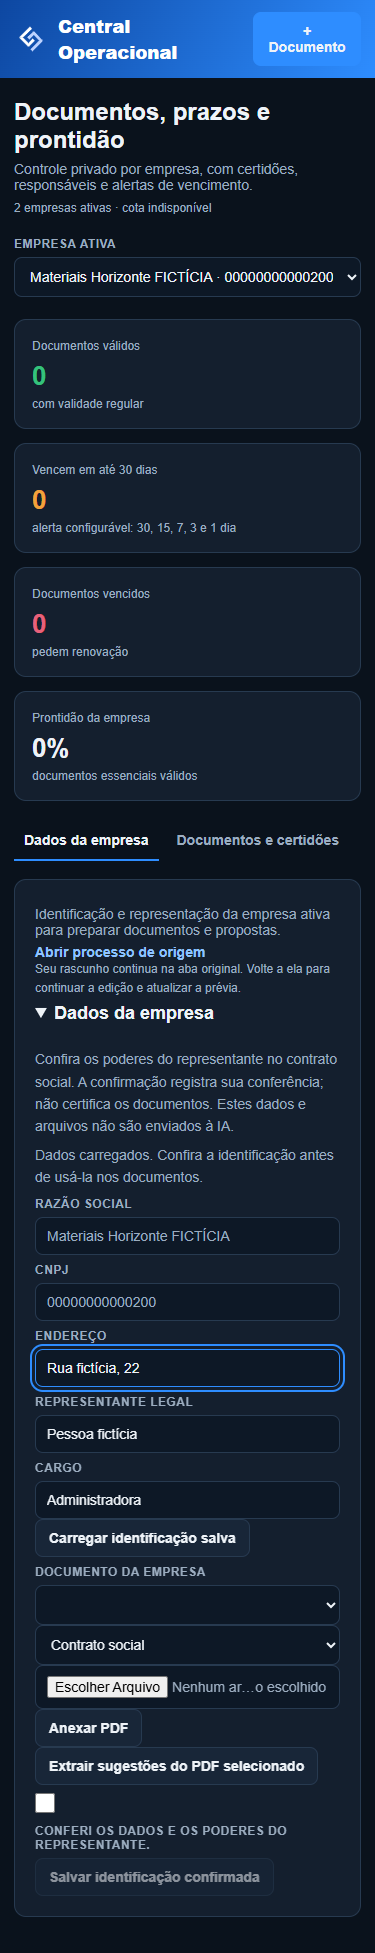 Central
Operacional
+
Documento
Documentos, prazos e
prontidão
Controle privado por empresa, com certidões,
responsáveis e alertas de vencimento.
2 empresas ativas · cota indisponível
EMPRESA ATIVA
Materiais Horizonte FICTÍCIA · 00000000000200
Documentos válidos
0
com validade regular
Vencem em até 30 dias
0
alerta configurável: 30, 15, 7, 3 e 1 dia
Documentos vencidos
0
pedem renovação
Prontidão da empresa
0%
documentos essenciais válidos
Dados da empresa
Documentos e certidões
Identificação e representação da empresa ativa
para preparar documentos e propostas.
Abrir processo de origem
Seu rascunho continua na aba original. Volte a ela para
continuar a edição e atualizar a prévia.
▼ Dados da empresa
Confira os poderes do representante no contrato
social. A confirmação registra sua conferência;
não certifica os documentos. Estes dados e
arquivos não são enviados à IA.
Dados carregados. Confira a identificação antes
de usá-la nos documentos.
RAZÃO SOCIAL
Materiais Horizonte FICTÍCIA
CNPJ
00000000000200
ENDEREÇO
Rua fictícia, 22
REPRESENTANTE LEGAL
Pessoa fictícia
CARGO
Administradora
Carregar identificação salva
DOCUMENTO DA EMPRESA
Contrato social
Escolher Arquivo Nenhum ar…o escolhido
Anexar PDF
Extrair sugestões do PDF selecionado
CONFERI OS DADOS E OS PODERES DO
REPRESENTANTE.
Salvar identificação confirmada